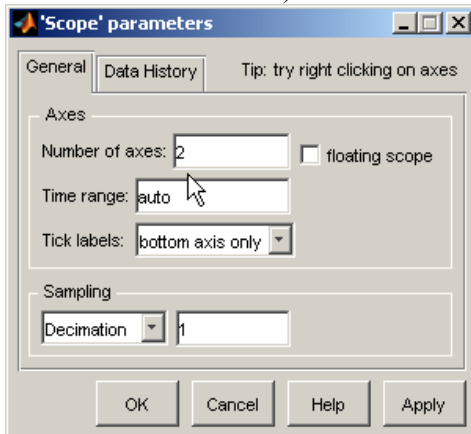 'Scope' parameters
General Data History Tip: try right clicking on axes
Axes
Number of axes: 2 floating scope
Time range: auto
Tick labels: bottom axis only
Sampling
Decimation 1
OK Cancel Help Apply